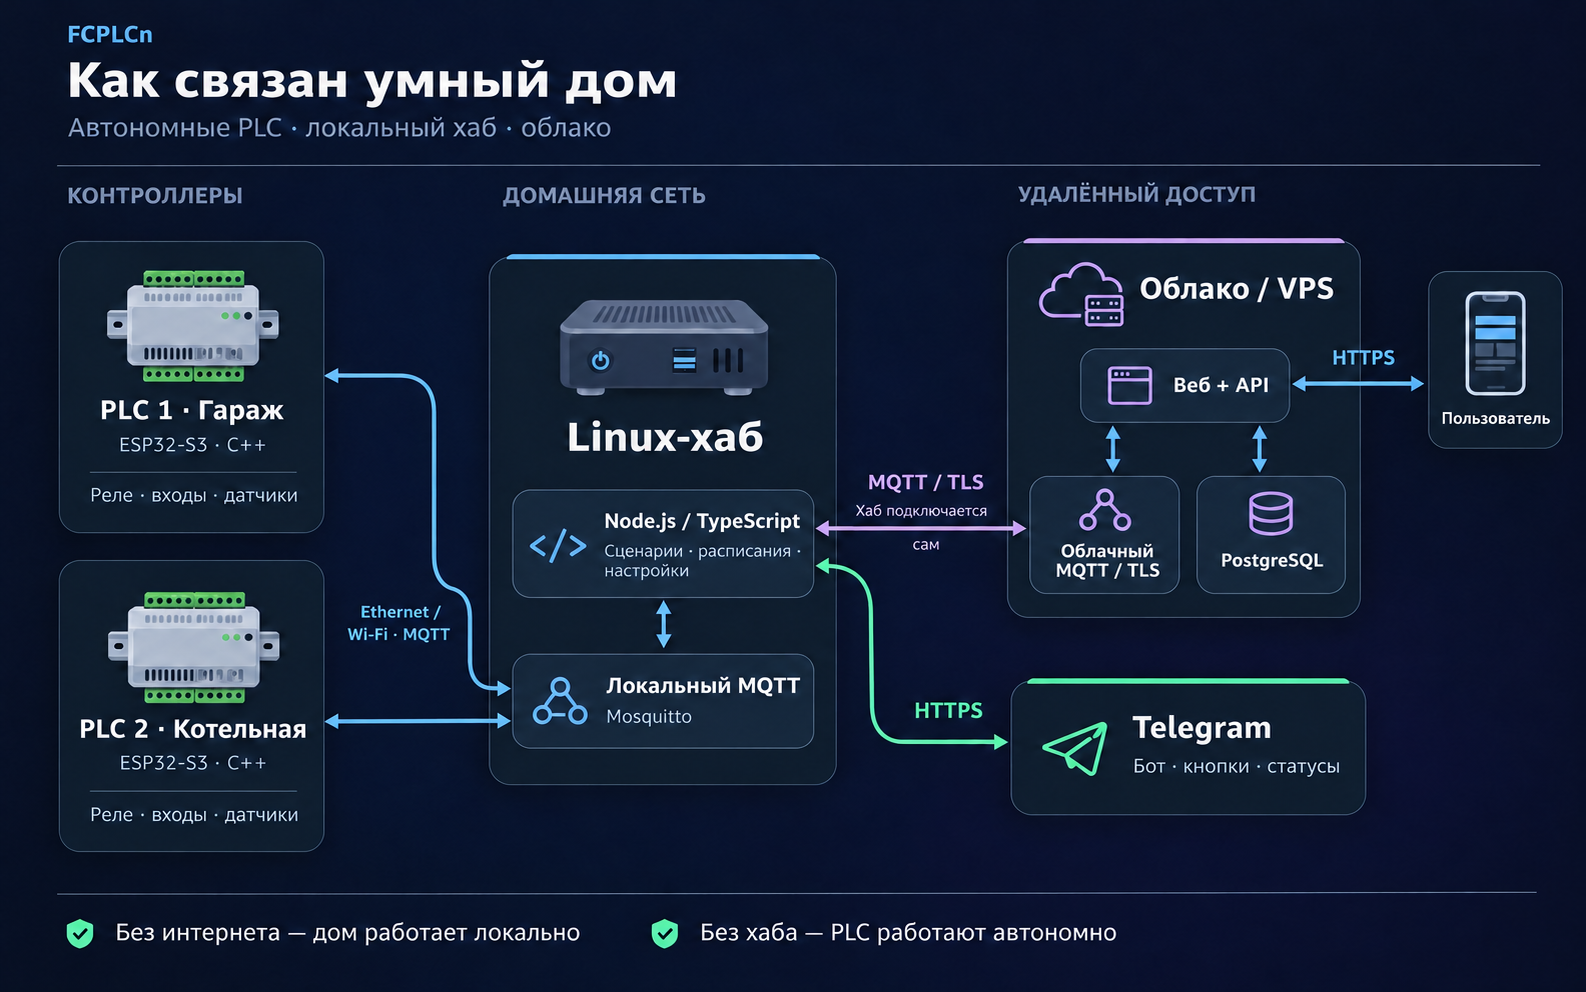 FCPLCn
Как связан умный дом
Автономные PLC · локальный хаб · облако
КОНТРОЛЛЕРЫ
ДОМАШНЯЯ СЕТЬ
УДАЛЁННЫЙ ДОСТУП
PLC 1 · Гараж
ESP32-S3 · C++
Реле · входы · датчики
PLC 2 · Котельная
ESP32-S3 · C++
Реле · входы · датчики
Ethernet /
Wi-Fi · MQTT
Linux-хаб
Node.js / TypeScript
Сценарии · расписания ·
настройки
Локальный MQTT
Mosquitto
MQTT / TLS
Хаб подключается
сам
HTTPS
Облако / VPS
Веб + API
Облачный
MQTT / TLS
PostgreSQL
HTTPS
Пользователь
Telegram
Бот · кнопки · статусы
Без интернета — дом работает локально
Без хаба — PLC работают автономно